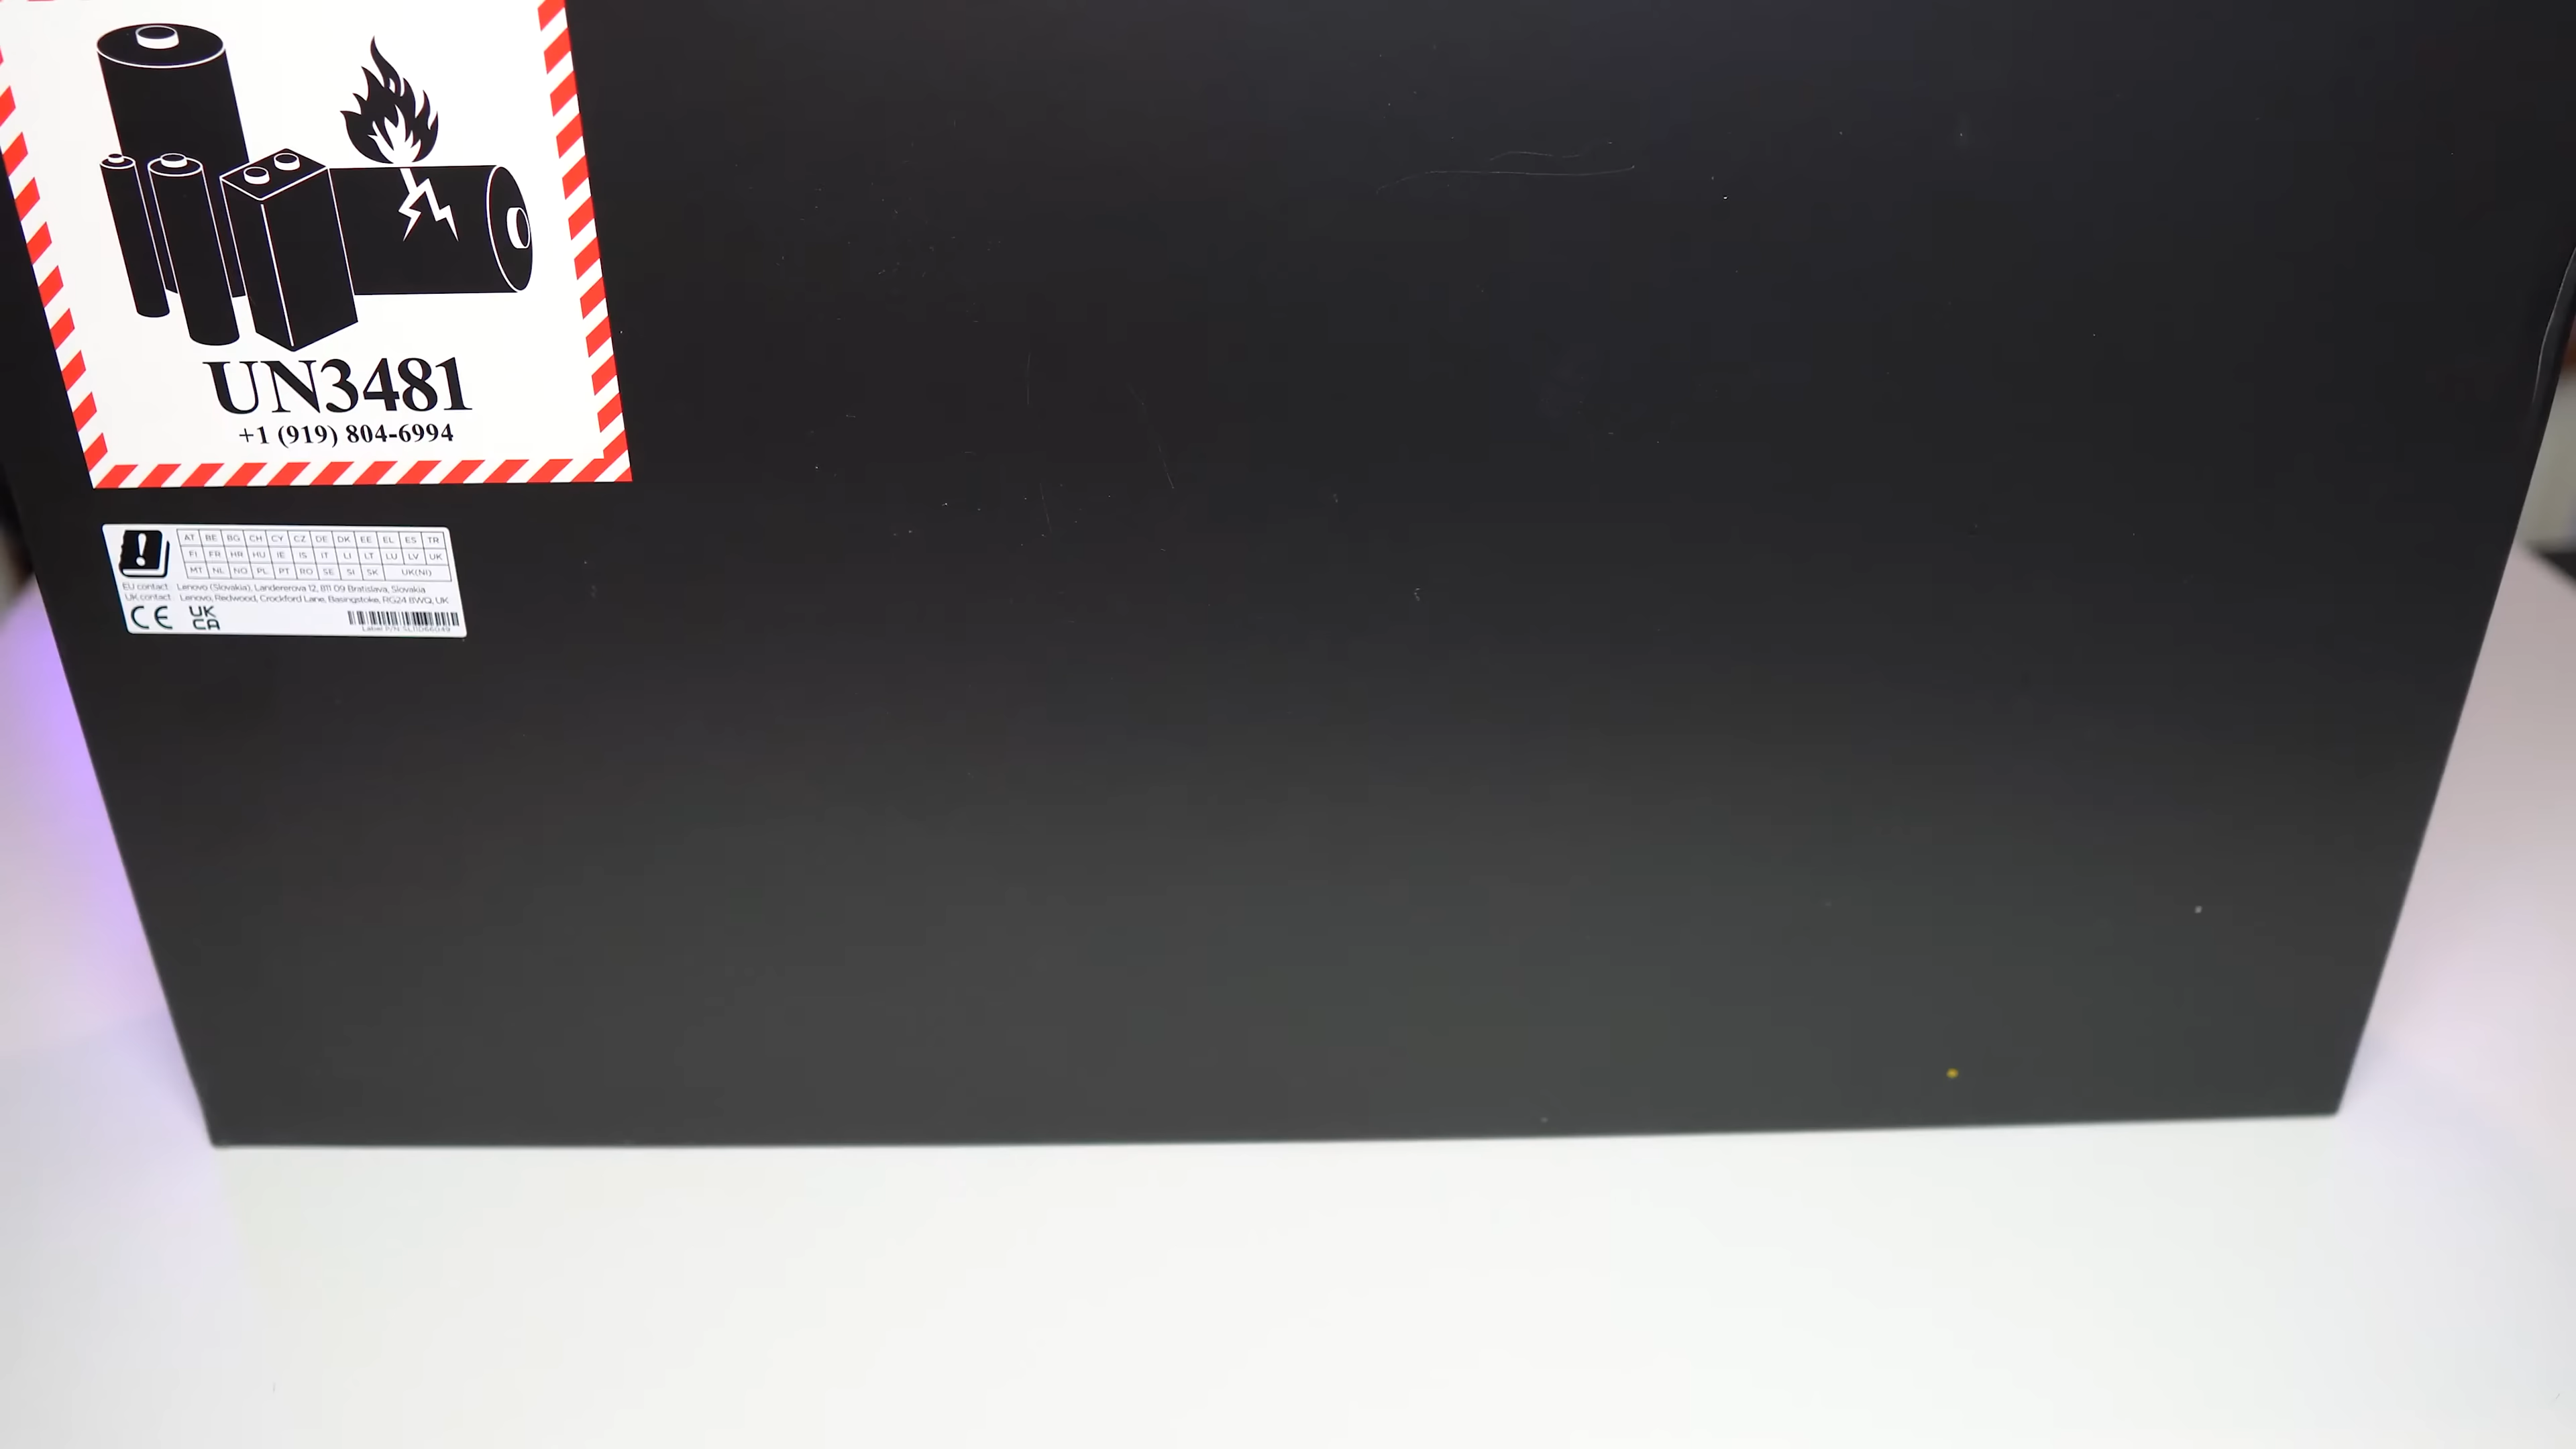 UN3481
+1 (919) 804-6994
AT BE BG CH CY CZ DE DK EE EL ES TR
FI FR HR HU IE IS IT LI LT LU LV UK
MT NL NO PL PT RO SE SI SK UK(NI)
EU contact: Lenovo (Slovakia), Landererova 12, 811 09 Bratislava, Slovakia
UK contact: Lenovo, Redwood, Crockford Lane, Basingstoke, RG24 8WQ, UK
CE UK CA
Label P/N: